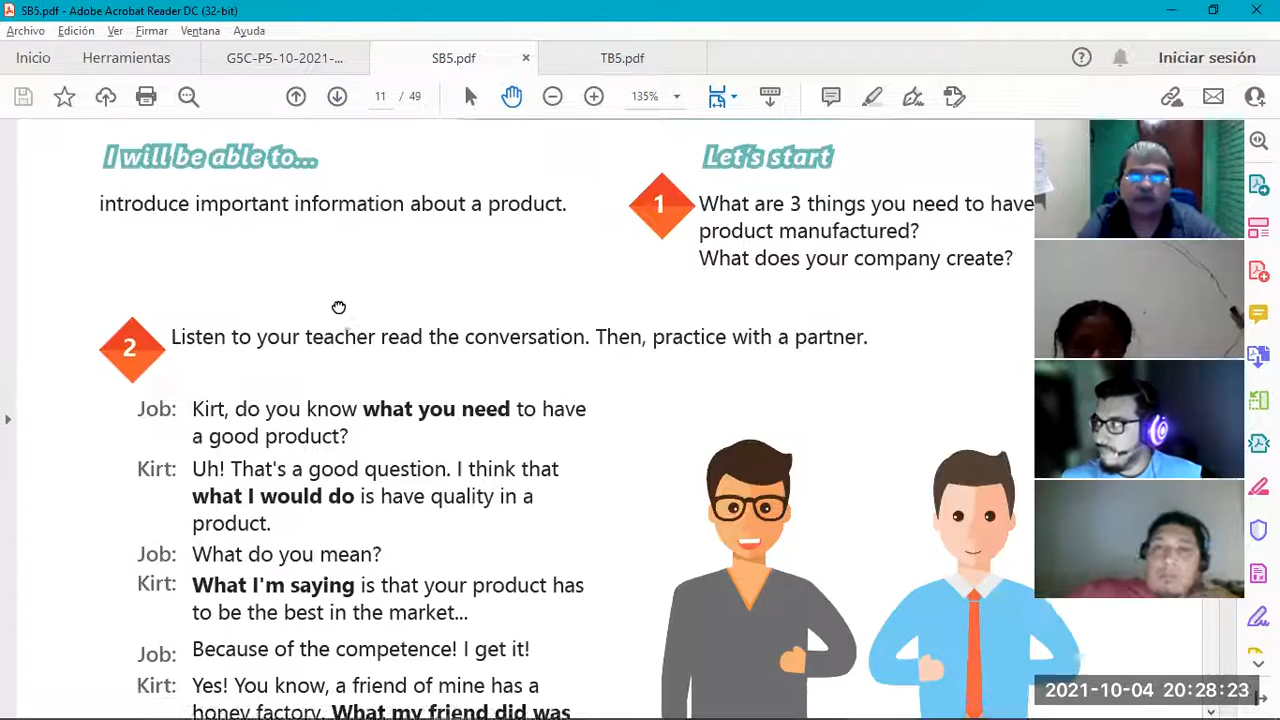 SB5.pdf - Adobe Acrobat Reader DC (32-bit)
Archivo Edición Ver Firmar Ventana Ayuda
Inicio Herramientas G5C-P5-10-2021-... SB5.pdf × TB5.pdf Iniciar sesión
11 / 49 135%
I will be able to...
introduce important information about a product.
Let's start
1
What are 3 things you need to have
product manufactured?
What does your company create?
2
Listen to your teacher read the conversation. Then, practice with a partner.
Job: Kirt, do you know what you need to have
a good product?
Kirt: Uh! That's a good question. I think that
what I would do is have quality in a
product.
Job: What do you mean?
Kirt: What I'm saying is that your product has
to be the best in the market...
Job: Because of the competence! I get it!
Kirt: Yes! You know, a friend of mine has a
honey factory. What my friend did was
2021-10-04 20:28:23